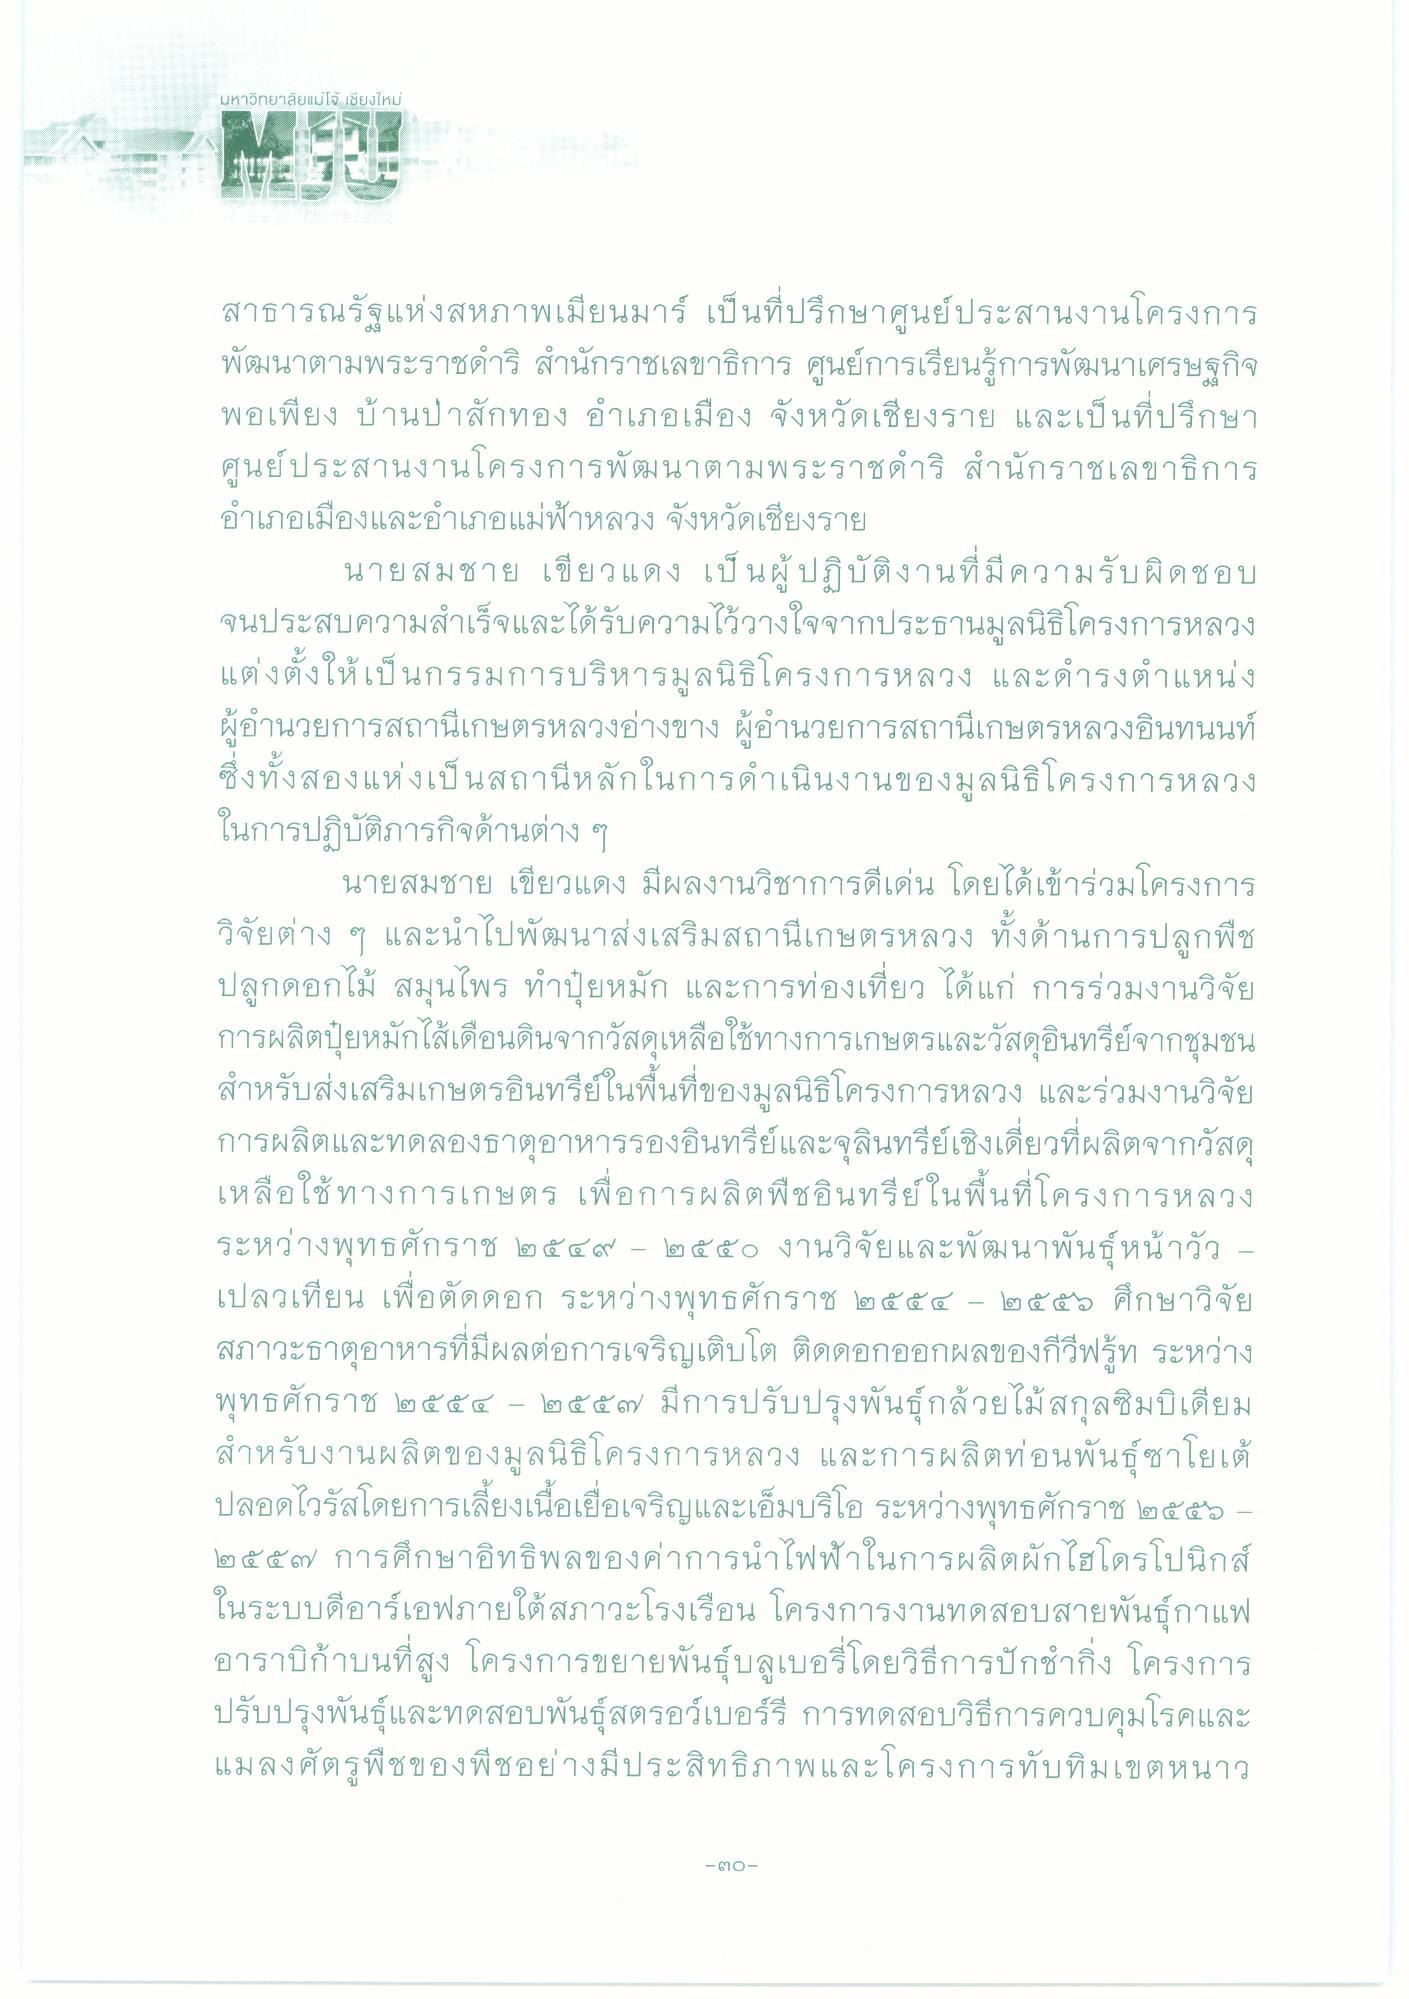 มหาวิทยาลัยแม่โจ้ เชียงใหม่
MJU
Maejo University
สาธารณรัฐแห่งสหภาพเมียนมาร์ เป็นที่ปรึกษาศูนย์ประสานงานโครงการ
พัฒนาตามพระราชดำริ สำนักราชเลขาธิการ ศูนย์การเรียนรู้การพัฒนาเศรษฐกิจ
พอเพียง บ้านป่าสักทอง อำเภอเมือง จังหวัดเชียงราย และเป็นที่ปรึกษา
ศูนย์ประสานงานโครงการพัฒนาตามพระราชดำริ สำนักราชเลขาธิการ
อำเภอเมืองและอำเภอแม่ฟ้าหลวง จังหวัดเชียงราย
นายสมชาย เขียวแดง เป็นผู้ปฏิบัติงานที่มีความรับผิดชอบ
จนประสบความสำเร็จและได้รับความไว้วางใจจากประธานมูลนิธิโครงการหลวง
แต่งตั้งให้เป็นกรรมการบริหารมูลนิธิโครงการหลวง และดำรงตำแหน่ง
ผู้อำนวยการสถานีเกษตรหลวงอ่างขาง ผู้อำนวยการสถานีเกษตรหลวงอินทนนท์
ซึ่งทั้งสองแห่งเป็นสถานีหลักในการดำเนินงานของมูลนิธิโครงการหลวง
ในการปฏิบัติภารกิจด้านต่าง ๆ
นายสมชาย เขียวแดง มีผลงานวิชาการดีเด่น โดยได้เข้าร่วมโครงการ
วิจัยต่าง ๆ และนำไปพัฒนาส่งเสริมสถานีเกษตรหลวง ทั้งด้านการปลูกพืช
ปลูกดอกไม้ สมุนไพร ทำปุ๋ยหมัก และการท่องเที่ยว ได้แก่ การร่วมงานวิจัย
การผลิตปุ๋ยหมักไส้เดือนดินจากวัสดุเหลือใช้ทางการเกษตรและวัสดุอินทรีย์จากชุมชน
สำหรับส่งเสริมเกษตรอินทรีย์ในพื้นที่ของมูลนิธิโครงการหลวง และร่วมงานวิจัย
การผลิตและทดลองธาตุอาหารรองอินทรีย์และจุลินทรีย์เชิงเดี่ยวที่ผลิตจากวัสดุ
เหลือใช้ทางการเกษตร เพื่อการผลิตพืชอินทรีย์ในพื้นที่โครงการหลวง
ระหว่างพุทธศักราช ๒๕๔๙ – ๒๕๕๐ งานวิจัยและพัฒนาพันธุ์หน้าวัว –
เปลวเทียน เพื่อตัดดอก ระหว่างพุทธศักราช ๒๕๕๔ – ๒๕๕๖ ศึกษาวิจัย
สภาวะธาตุอาหารที่มีผลต่อการเจริญเติบโต ติดดอกออกผลของกีวีฟรู้ท ระหว่าง
พุทธศักราช ๒๕๕๔ – ๒๕๕๗ มีการปรับปรุงพันธุ์กล้วยไม้สกุลซิมบิเดียม
สำหรับงานผลิตของมูลนิธิโครงการหลวง และการผลิตท่อนพันธุ์ซาโยเต้
ปลอดไวรัสโดยการเลี้ยงเนื้อเยื่อเจริญและเอ็มบริโอ ระหว่างพุทธศักราช ๒๕๕๖ –
๒๕๕๗ การศึกษาอิทธิพลของค่าการนำไฟฟ้าในการผลิตผักไฮโดรโปนิกส์
ในระบบดีอาร์เอฟภายใต้สภาวะโรงเรือน โครงการงานทดสอบสายพันธุ์กาแฟ
อาราบิก้าบนที่สูง โครงการขยายพันธุ์บลูเบอรี่โดยวิธีการปักชำกิ่ง โครงการ
ปรับปรุงพันธุ์และทดสอบพันธุ์สตรอว์เบอร์รี การทดสอบวิธีการควบคุมโรคและ
แมลงศัตรูพืชของพีชอย่างมีประสิทธิภาพและโครงการทับทิมเขตหนาว
-๓๐-